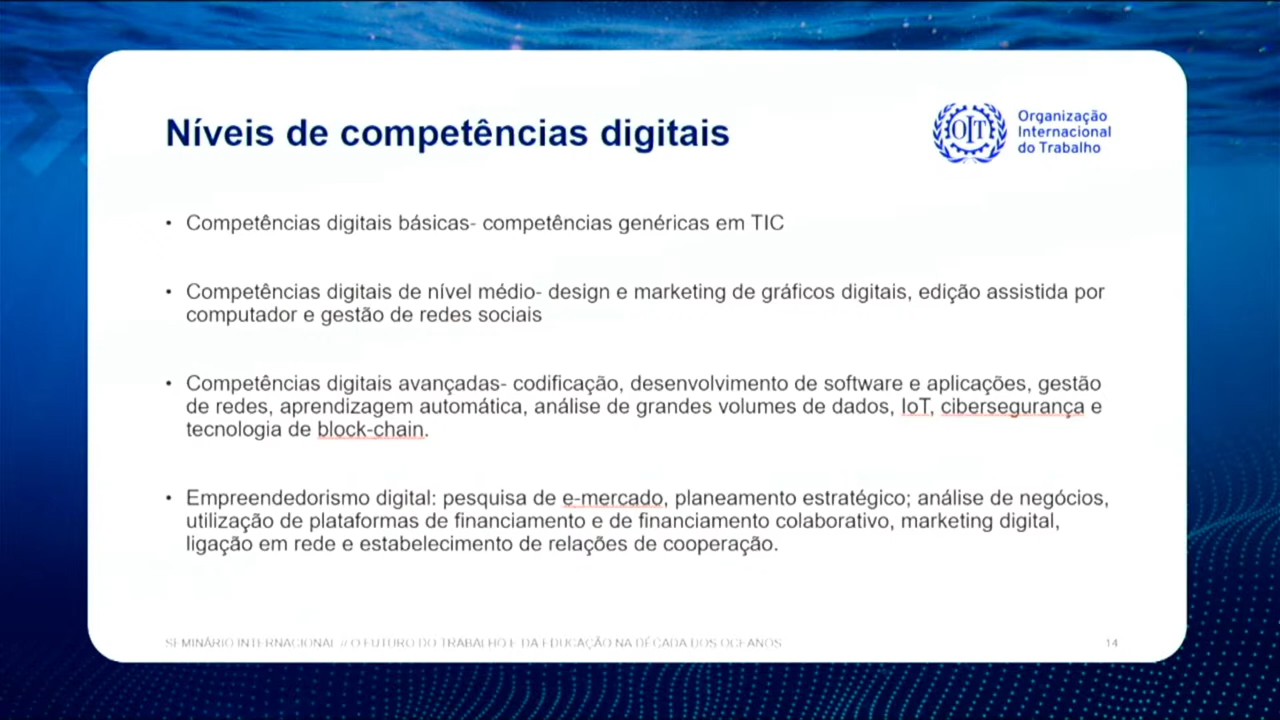 Níveis de competências digitais
OIT
Organização
Internacional
do Trabalho
• Competências digitais básicas- competências genéricas em TIC
• Competências digitais de nível médio- design e marketing de gráficos digitais, edição assistida por
computador e gestão de redes sociais
• Competências digitais avançadas- codificação, desenvolvimento de software e aplicações, gestão
de redes, aprendizagem automática, análise de grandes volumes de dados, IoT, cibersegurança e
tecnologia de block-chain.
• Empreendedorismo digital: pesquisa de e-mercado, planeamento estratégico; análise de negócios,
utilização de plataformas de financiamento e de financiamento colaborativo, marketing digital,
ligação em rede e estabelecimento de relações de cooperação.
SEMINÁRIO INTERNACIONAL // O FUTURO DO TRABALHO E DA EDUCAÇÃO NA DÉCADA DOS OCEANOS
14